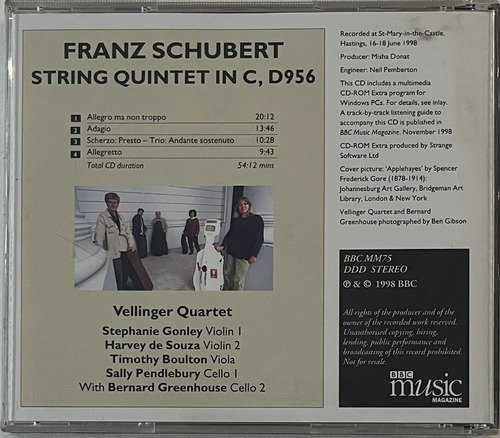 FRANZ SCHUBERT
STRING QUINTET IN C, D956
1 Allegro ma non troppo 20:12
2 Adagio 13:46
3 Scherzo: Presto – Trio: Andante sostenuto 10:28
4 Allegretto 9:43
Total CD duration 54:12 mins
Vellinger Quartet
Stephanie Gonley Violin 1
Harvey de Souza Violin 2
Timothy Boulton Viola
Sally Pendlebury Cello 1
With Bernard Greenhouse Cello 2
Recorded at St-Mary-in-the-Castle,
Hastings, 16-18 June 1998
Producer: Misha Donat
Engineer: Neil Pemberton
This CD includes a multimedia
CD-ROM Extra program for
Windows PCs. For details, see inlay.
A track-by-track listening guide to
accompany this CD is published in
BBC Music Magazine, November 1998
CD-ROM Extra produced by Strange
Software Ltd
Cover picture: 'Applehayes' by Spencer
Frederick Gore (1878-1914):
Johannesburg Art Gallery, Bridgeman Art
Library, London & New York
Vellinger Quartet and Bernard
Greenhouse photographed by Ben Gibson
BBC MM75
DDD STEREO
℗ & © 1998 BBC
All rights of the producer and of the
owner of the recorded work reserved.
Unauthorised copying, hiring,
lending, public performance and
broadcasting of this record prohibited.
Not for resale.
BBC
music
MAGAZINE